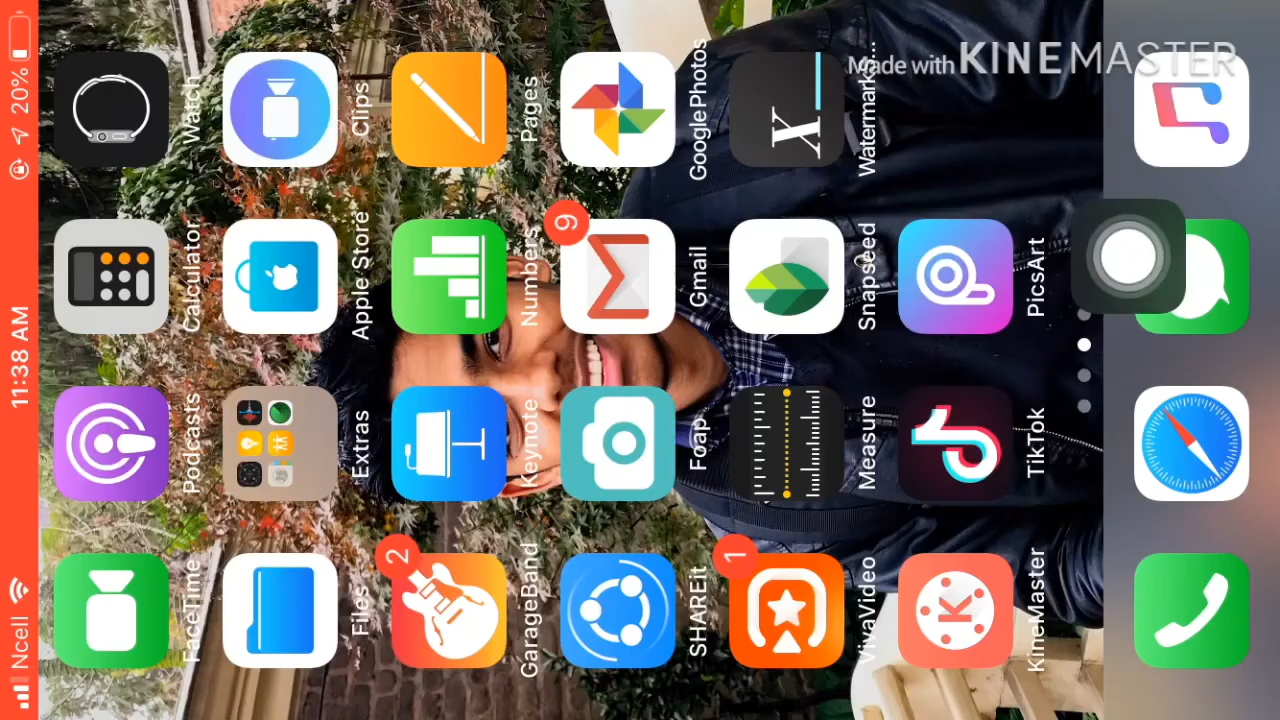 Made with KINEMASTER
Ncell 11:38 AM 20%
FaceTime Podcasts Calculator Watch
Files Extras Apple Store Clips
2
GarageBand Keynote Numbers Pages
9
SHAREit Foap Gmail Google Photos
1
VivaVideo Measure Snapseed Watermarks...
KineMaster TikTok PicsArt